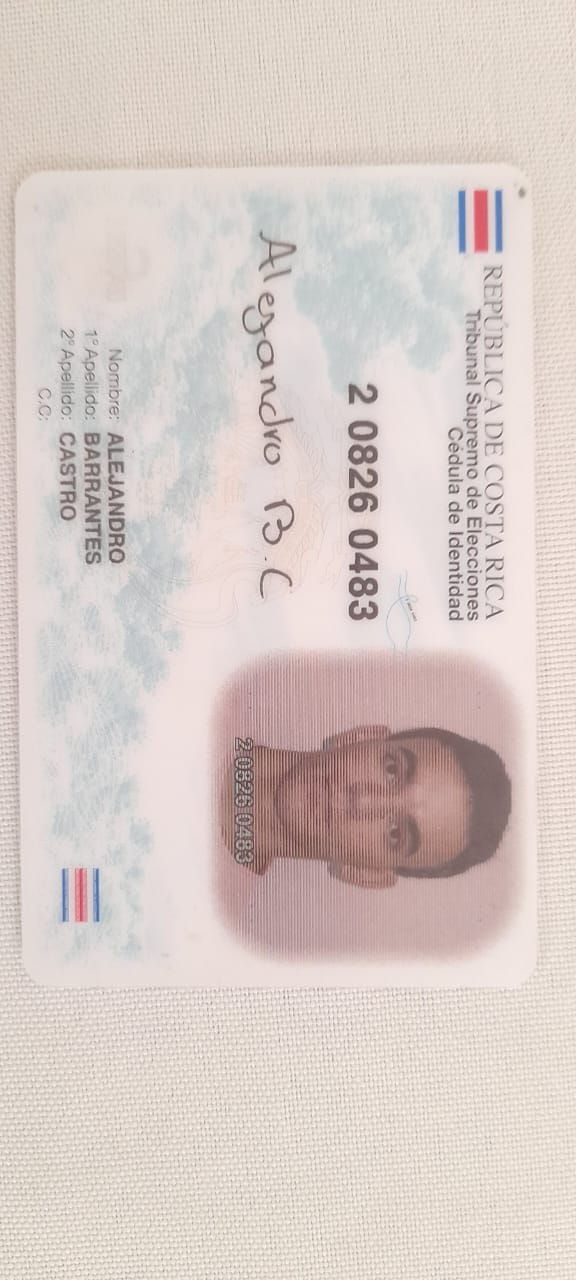 REPÚBLICA DE COSTA RICA
Tribunal Supremo de Elecciones
Cédula de Identidad
2 0826 0483
Alejandro B.C
2 0826 0483
Nombre: ALEJANDRO
1° Apellido: BARRANTES
2° Apellido: CASTRO
C.C: